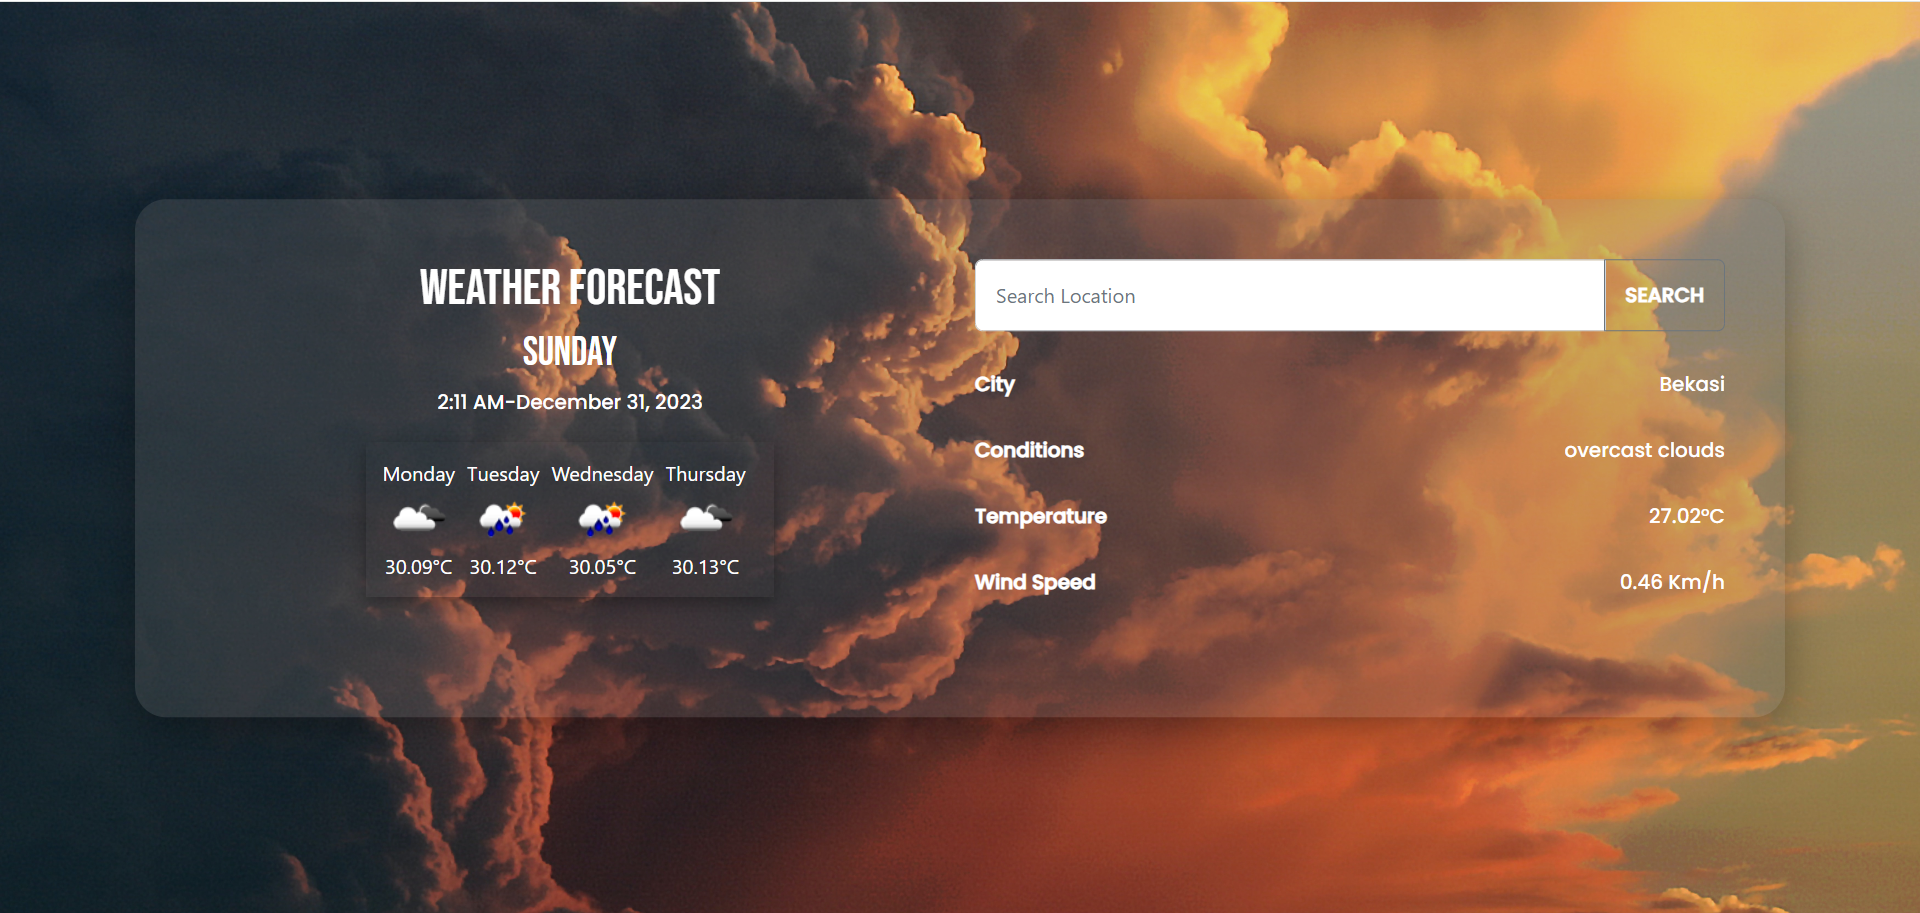 WEATHER FORECAST
SUNDAY
2:11 AM-December 31, 2023
Monday Tuesday Wednesday Thursday
30.09°C 30.12°C 30.05°C 30.13°C
Search Location SEARCH
City Bekasi
Conditions overcast clouds
Temperature 27.02°C
Wind Speed 0.46 Km/h